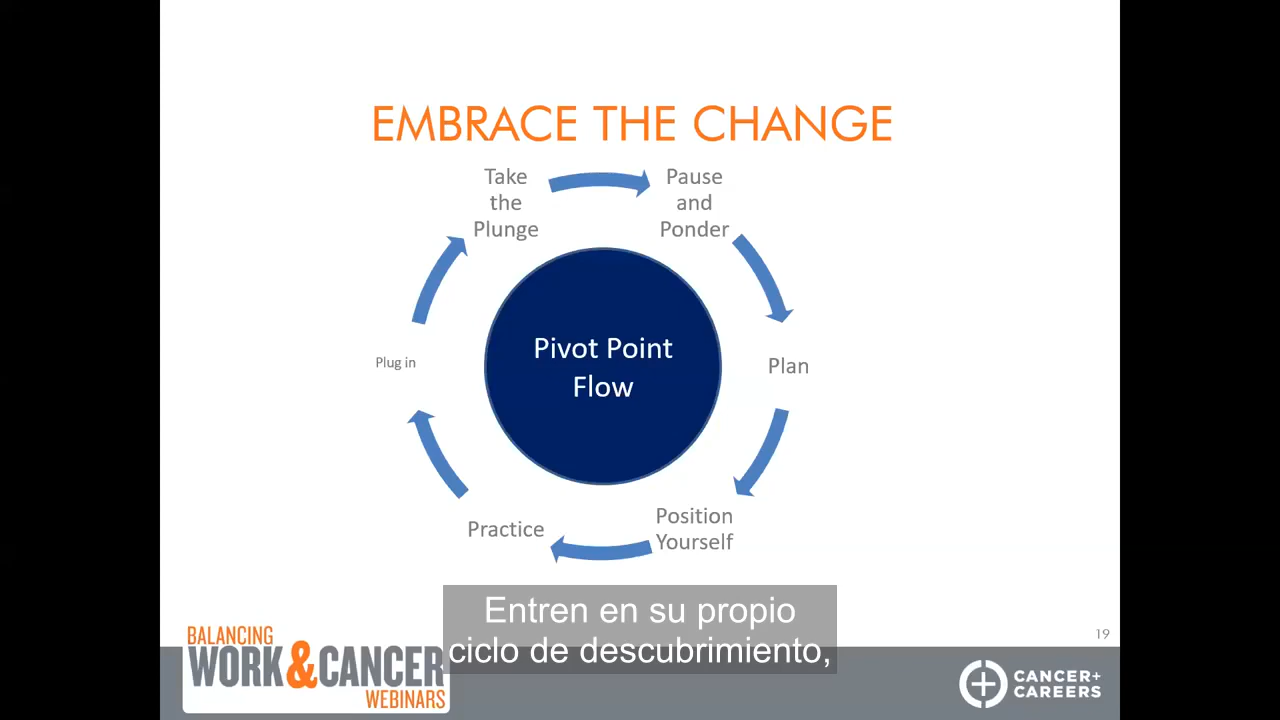 EMBRACE THE CHANGE
Take
the
Plunge
Pause
and
Ponder
Plug in
Pivot Point
Flow
Plan
Practice
Position
Yourself
Entren en su propio
ciclo de descubrimiento,
19
BALANCING
WORK & CANCER
WEBINARS
CANCER+
CAREERS